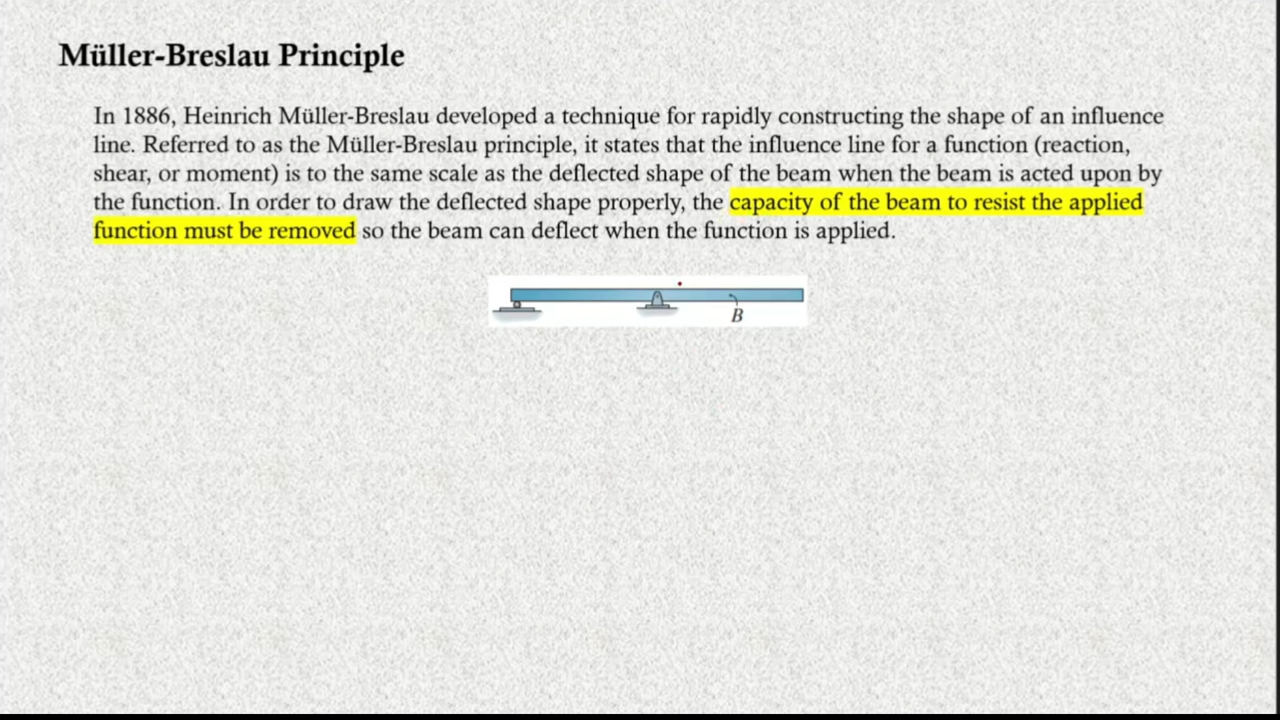 Müller-Breslau Principle
In 1886, Heinrich Müller-Breslau developed a technique for rapidly constructing the shape of an influence
line. Referred to as the Müller-Breslau principle, it states that the influence line for a function (reaction,
shear, or moment) is to the same scale as the deflected shape of the beam when the beam is acted upon by
the function. In order to draw the deflected shape properly, the capacity of the beam to resist the applied
function must be removed so the beam can deflect when the function is applied.
B